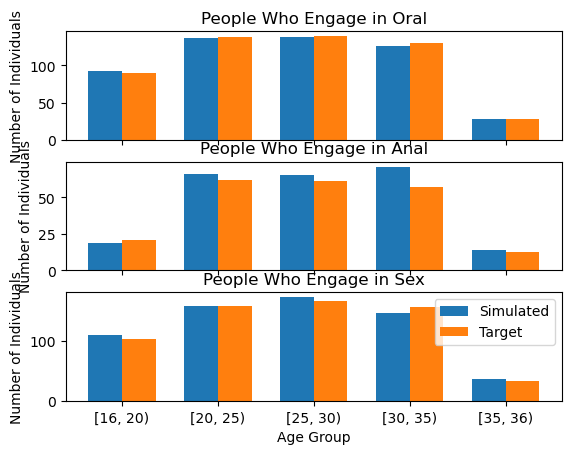 People Who Engage in Oral
Number of Individuals
100
50
0
People Who Engage in Anal
Number of Individuals
50
25
0
People Who Engage in Sex
Number of Individuals
100
0
Simulated
Target
[16, 20)
[20, 25)
[25, 30)
[30, 35)
[35, 36)
Age Group